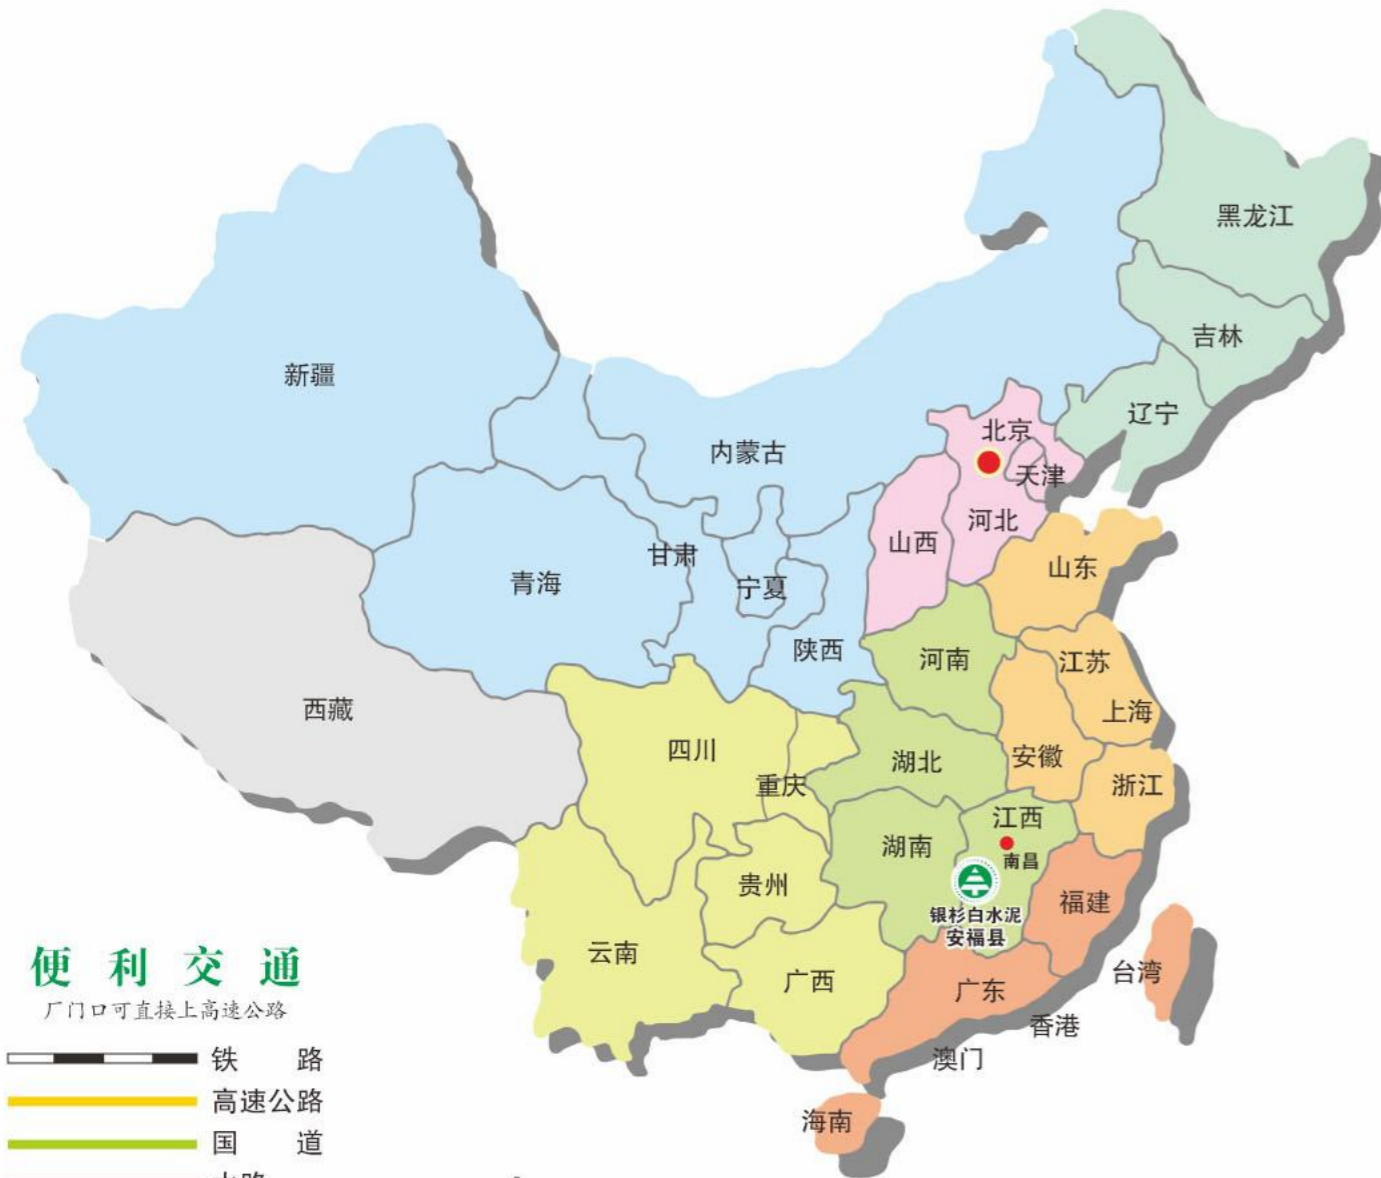 黑龙江
吉林
辽宁
新疆
内蒙古
北京
天津
河北
山西
山东
甘肃
宁夏
青海
陕西
河南
江苏
西藏
上海
四川
湖北
安徽
重庆
浙江
江西
南昌
湖南
贵州
福建
银杉白水泥
安福县
云南
广西
广东
台湾
香港
澳门
海南
便利交通
厂门口可直接上高速公路
铁路
高速公路
国道